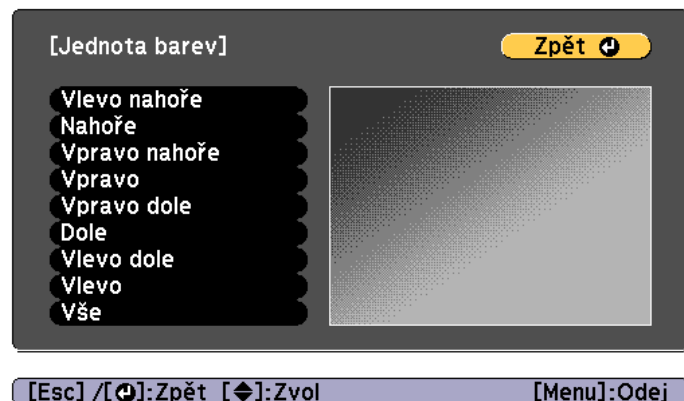 [Jednota barev]
Zpět
Vlevo nahoře
Nahoře
Vpravo nahoře
Vpravo
Vpravo dole
Dole
Vlevo dole
Vlevo
Vše
[Esc] /[⏎]:Zpět [◆]:Zvol [Menu]:Odej